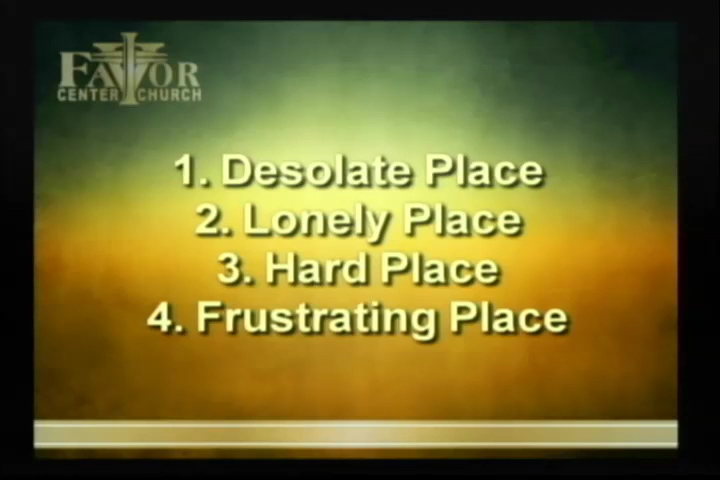 FAVOR
CENTER CHURCH
1. Desolate Place
2. Lonely Place
3. Hard Place
4. Frustrating Place